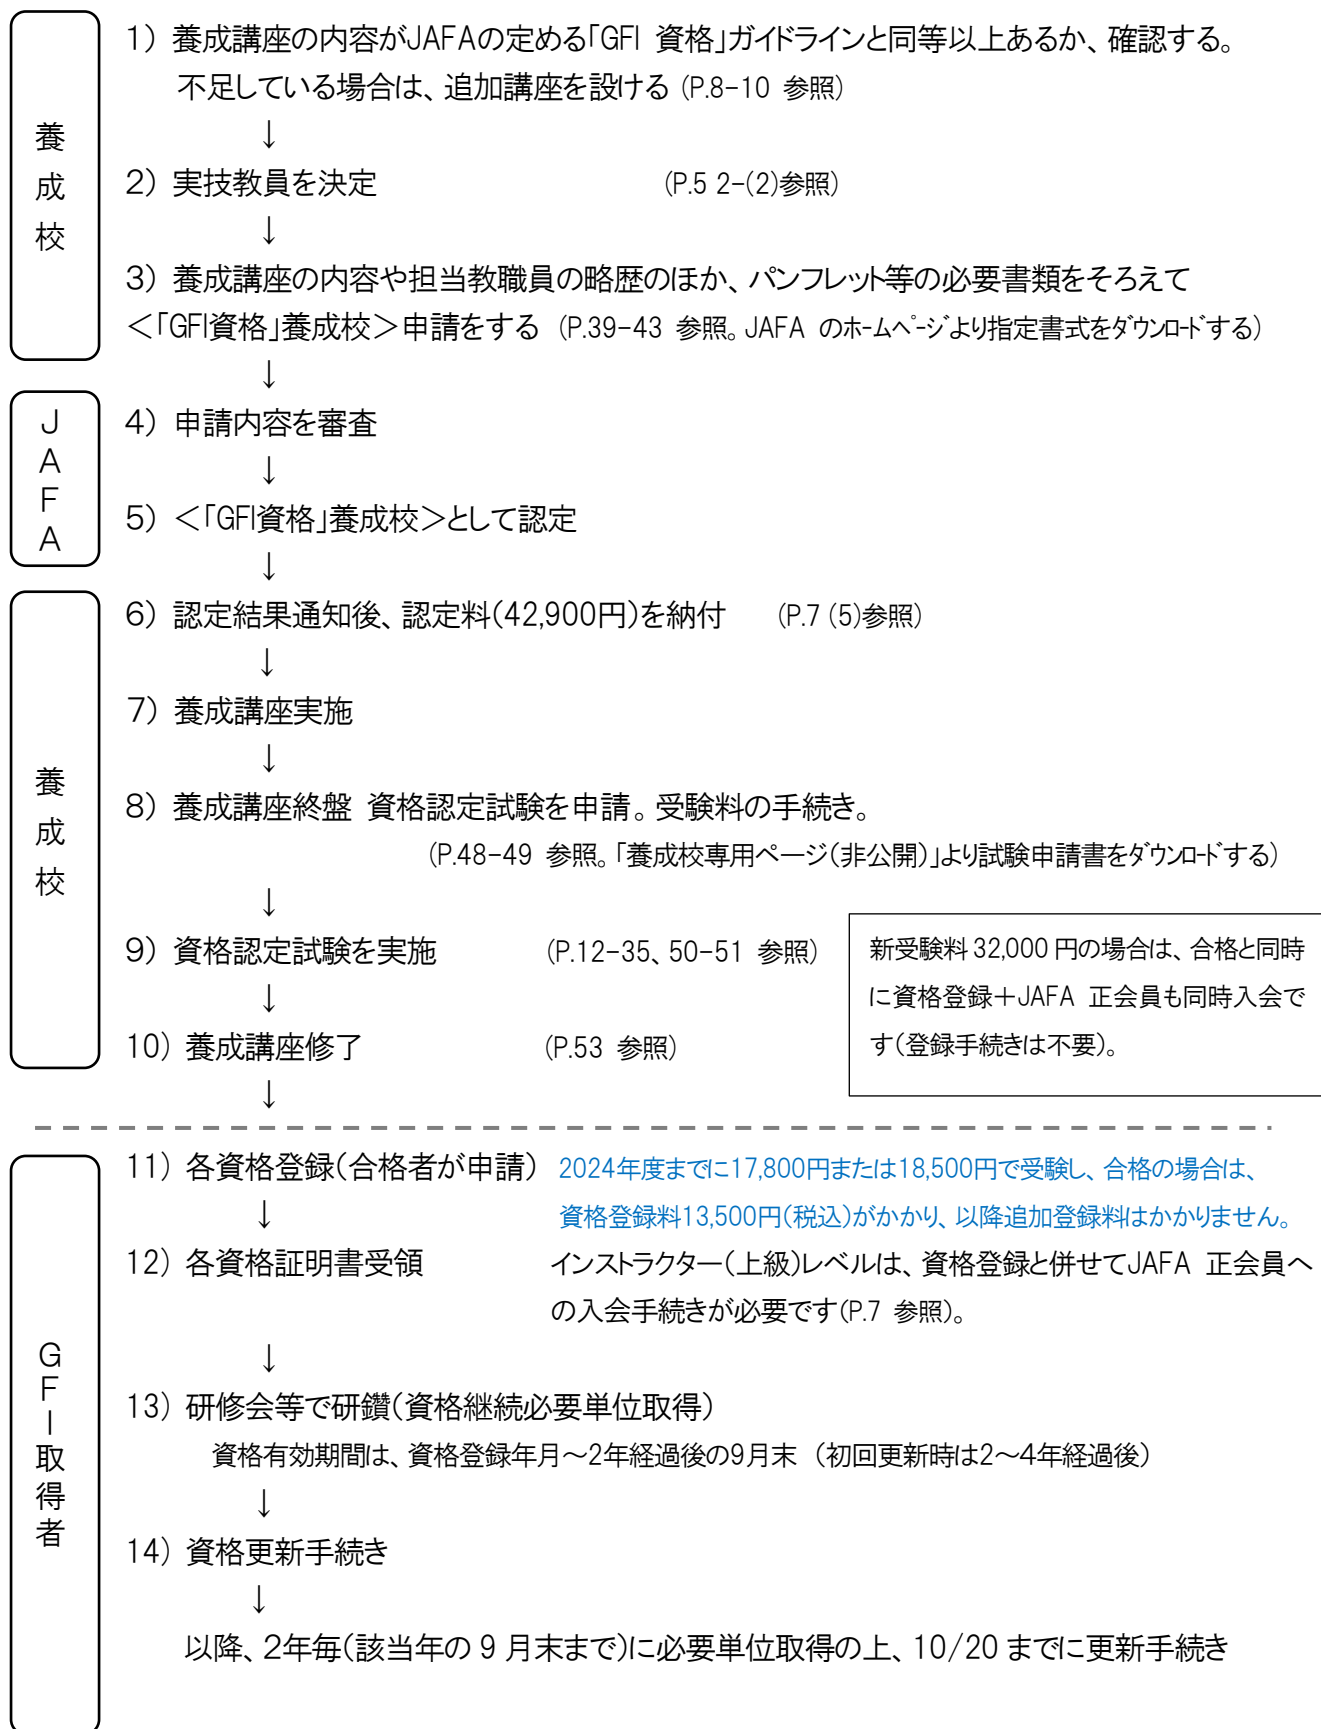 養成校
1) 養成講座の内容がJAFAの定める「GFI 資格」ガイドラインと同等以上あるか、確認する。
不足している場合は、追加講座を設ける (P.8-10 参照)
↓
2) 実技教員を決定 (P.5 2-(2)参照)
↓
3) 養成講座の内容や担当教職員の略歴のほか、パンフレット等の必要書類をそろえて
<「GFI資格」養成校>申請をする (P.39-43 参照。JAFA のホームページより指定書式をダウンロードする)
↓
JAFA
4) 申請内容を審査
↓
5) <「GFI資格」養成校>として認定
↓
養成校
6) 認定結果通知後、認定料(42,900円)を納付 (P.7 (5)参照)
↓
7) 養成講座実施
↓
8) 養成講座終盤 資格認定試験を申請。受験料の手続き。
(P.48-49 参照。「養成校専用ページ(非公開)」より試験申請書をダウンロードする)
↓
9) 資格認定試験を実施 (P.12-35、50-51 参照)
↓
10) 養成講座修了 (P.53 参照)
↓
新受験料 32,000 円の場合は、合格と同時
に資格登録+JAFA 正会員も同時入会で
す(登録手続きは不要)。
GFI取得者
11) 各資格登録(合格者が申請) 2024年度までに17,800円または18,500円で受験し、合格の場合は、
↓ 資格登録料13,500円(税込)がかかり、以降追加登録料はかかりません。
12) 各資格証明書受領 インストラクター(上級)レベルは、資格登録と併せてJAFA 正会員へ
の入会手続きが必要です(P.7 参照)。
↓
13) 研修会等で研鑽(資格継続必要単位取得)
資格有効期間は、資格登録年月～2年経過後の9月末 (初回更新時は2～4年経過後)
↓
14) 資格更新手続き
↓
以降、2年毎(該当年の 9 月末まで)に必要単位取得の上、10/20 までに更新手続き